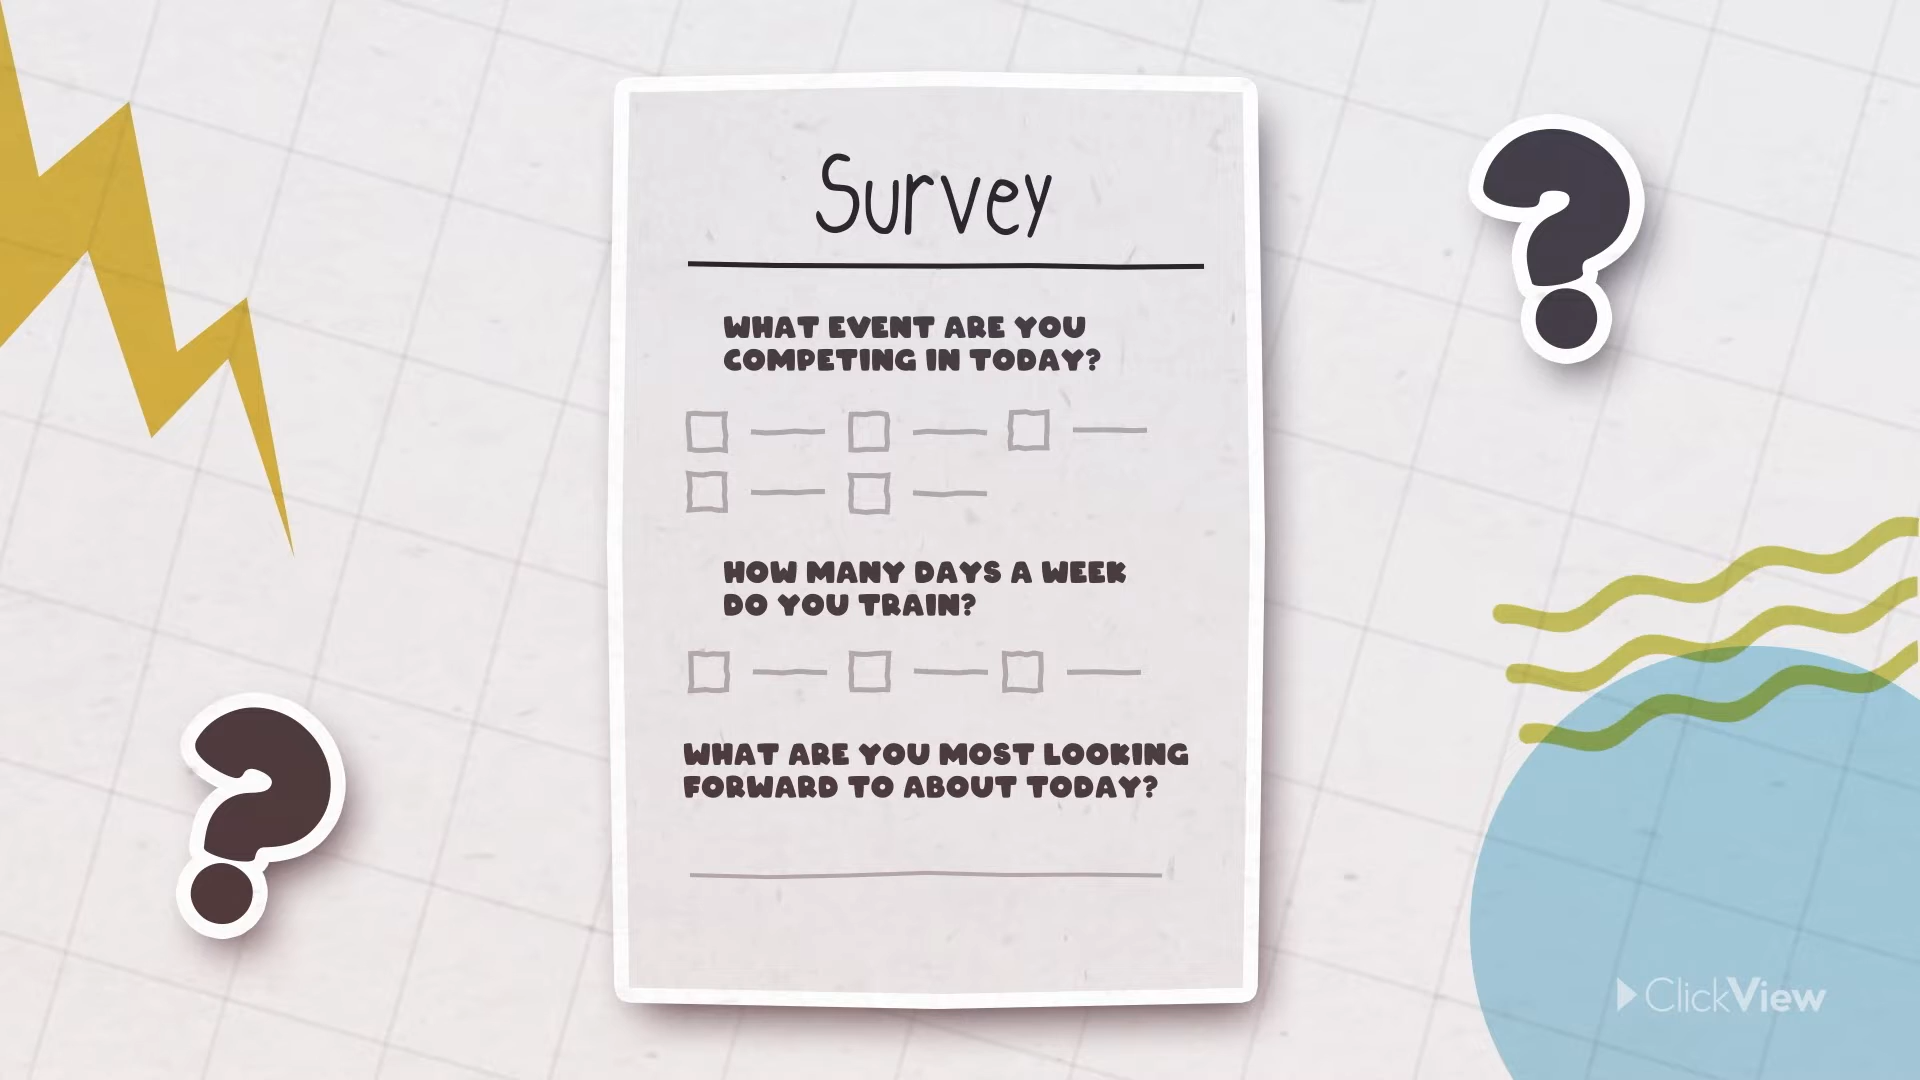 Survey
WHAT EVENT ARE YOU
COMPETING IN TODAY?
HOW MANY DAYS A WEEK
DO YOU TRAIN?
WHAT ARE YOU MOST LOOKING
FORWARD TO ABOUT TODAY?
?
?
ClickView